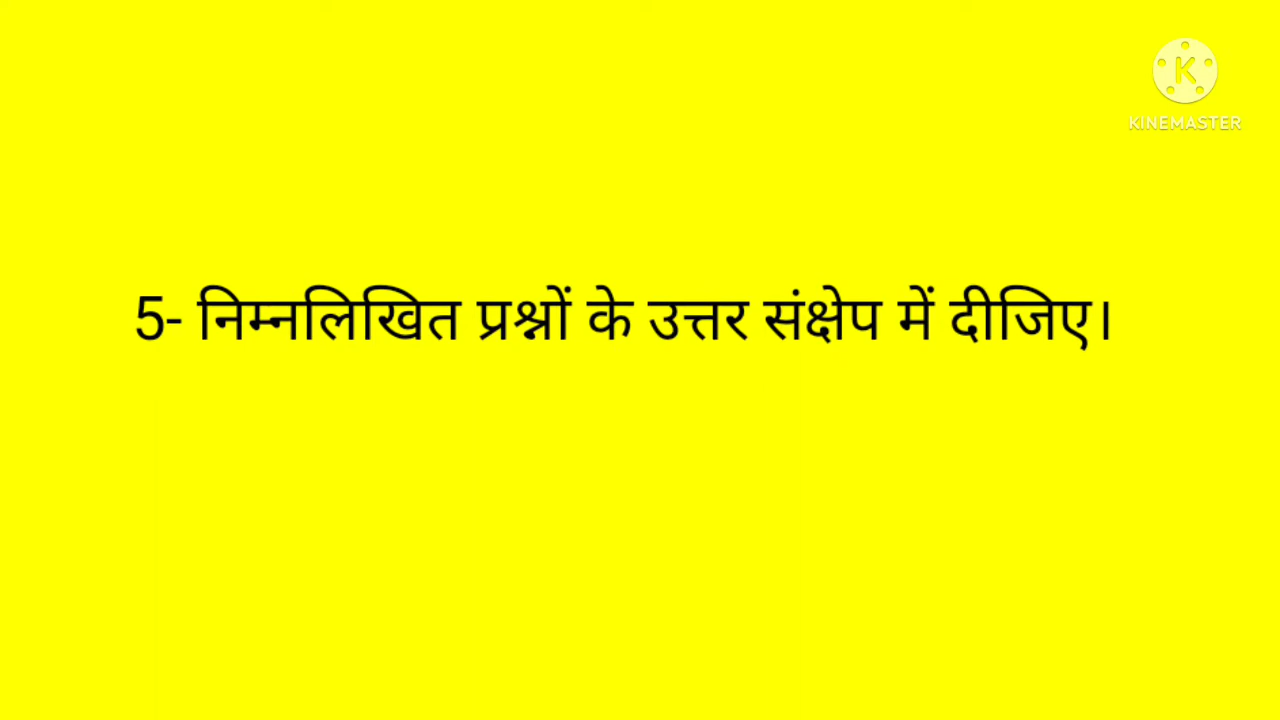 K
KINEMASTER
5- निम्नलिखित प्रश्नों के उत्तर संक्षेप में दीजिए।